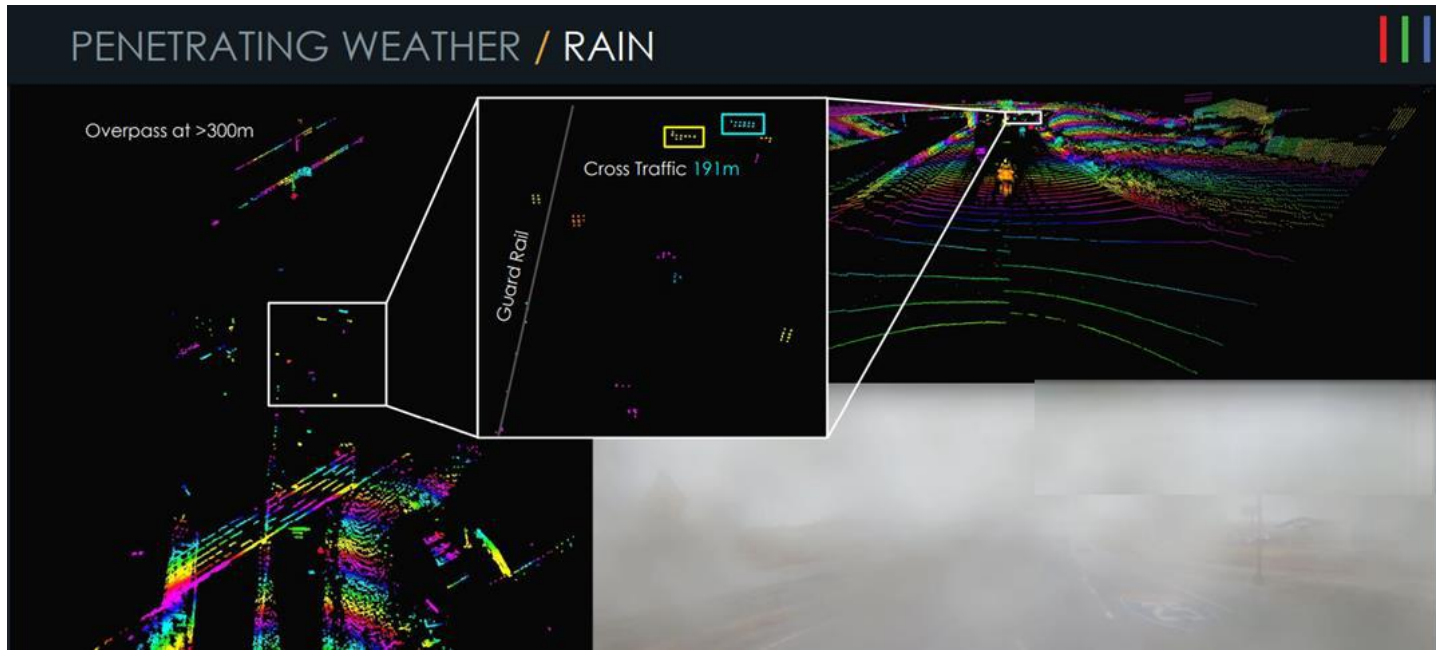 PENETRATING WEATHER / RAIN
Overpass at >300m
Cross Traffic 191m
Guard Rail